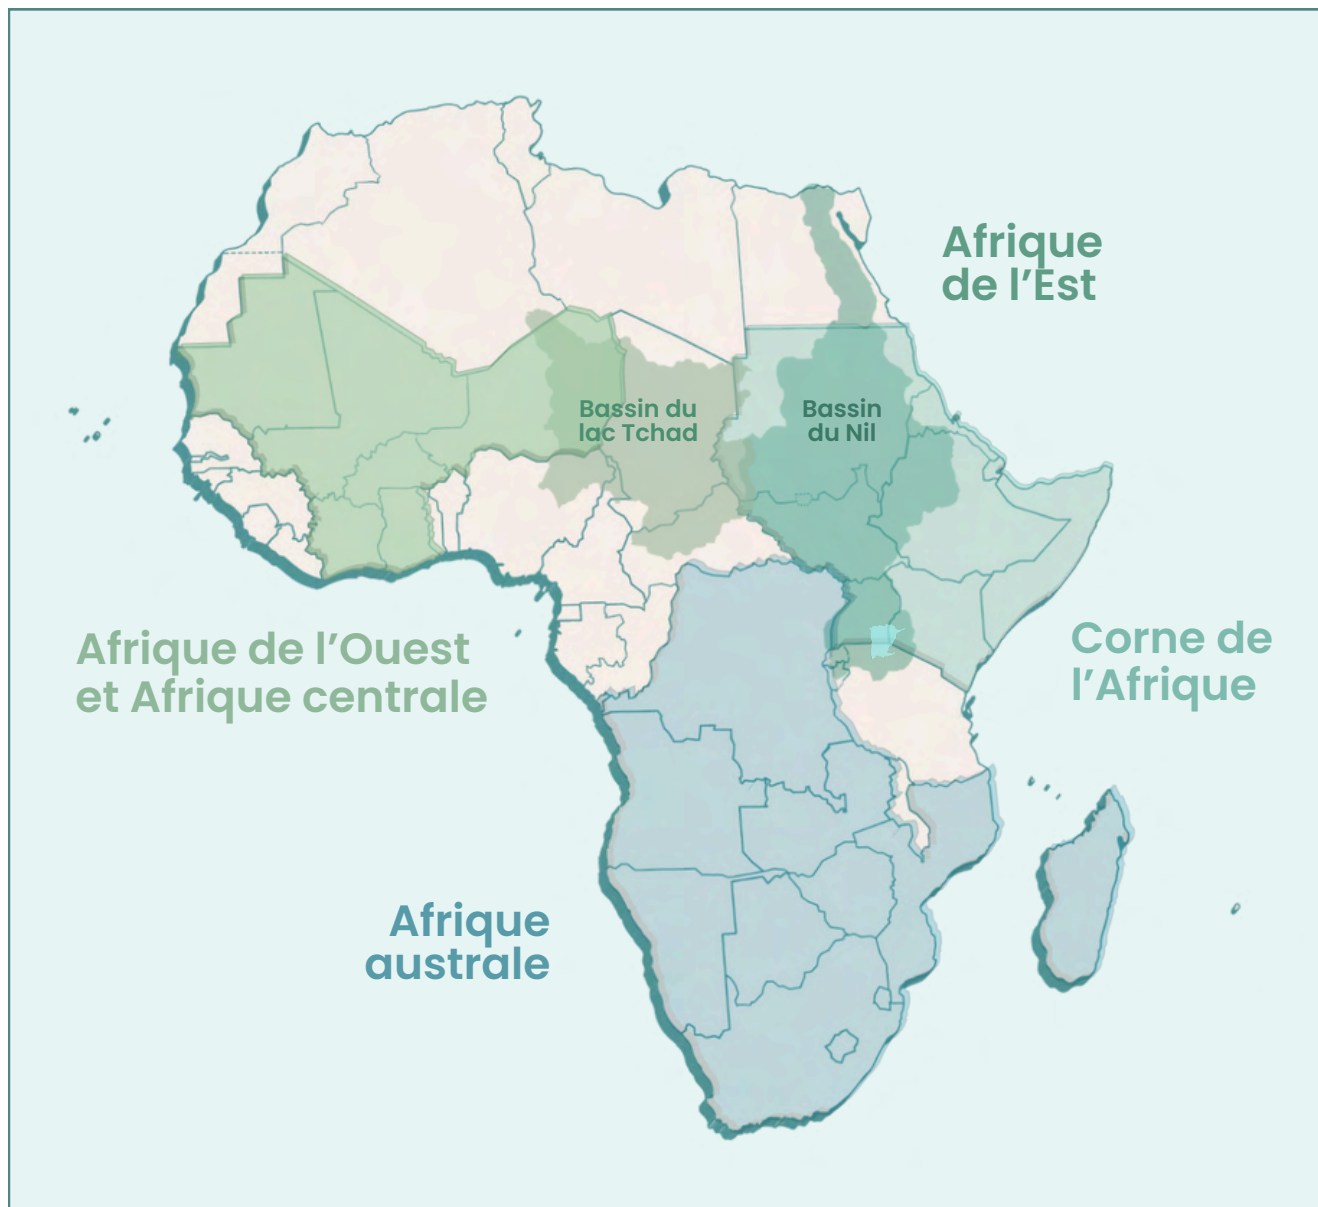 Afrique
de l’Est
Bassin du
lac Tchad
Bassin
du Nil
Afrique de l’Ouest
et Afrique centrale
Corne de
l’Afrique
Afrique
australe